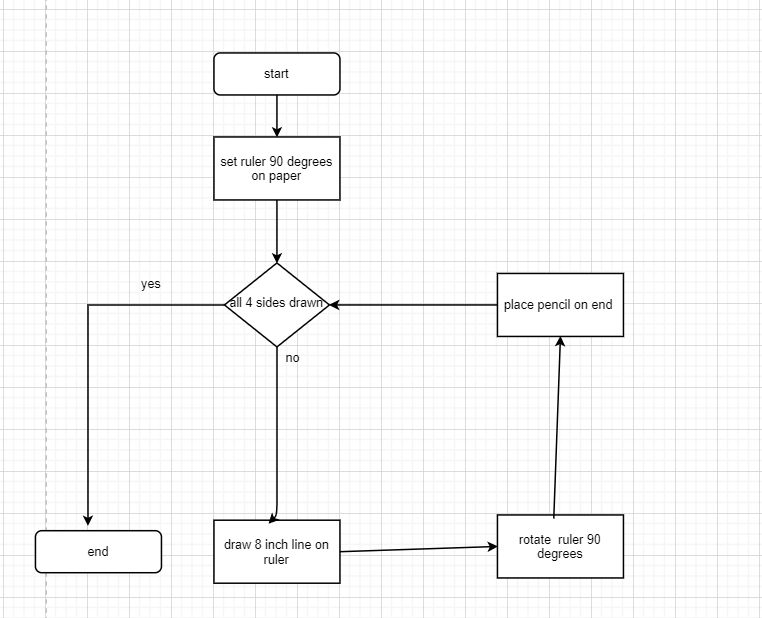 start
set ruler 90 degrees
on paper
yes
all 4 sides drawn
place pencil on end
no
draw 8 inch line on
ruler
rotate  ruler 90
degrees
end